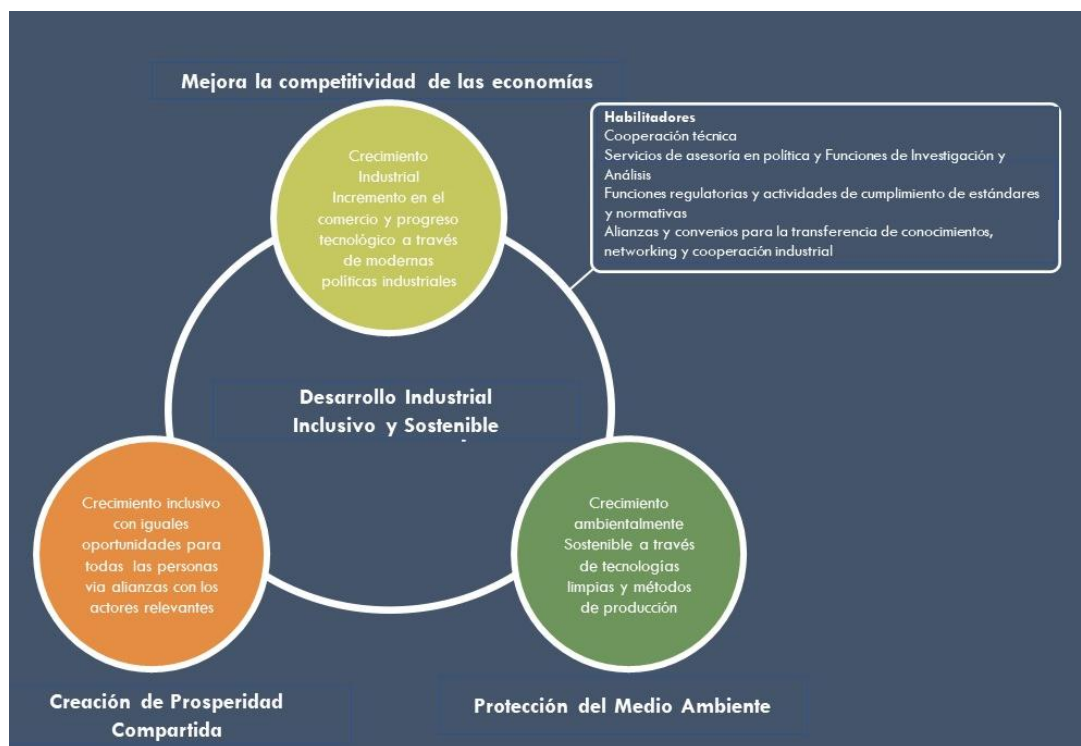 Mejora la competitividad de las economías
Habilitadores
Cooperación técnica
Servicios de asesoría en política y Funciones de Investigación y
Análisis
Funciones regulatorias y actividades de cumplimiento de estándares
y normativas
Alianzas y convenios para la transferencia de conocimientos,
networking y cooperación industrial
Crecimiento
Industrial
Incremento en el
comercio y progreso
tecnológico a través
de modernas
políticas industriales
Desarrollo Industrial
Inclusivo y Sostenible
Crecimiento inclusivo
con iguales
oportunidades para
todas las personas
via alianzas con los
actores relevantes
Crecimiento
ambientalmente
Sostenible a través
de tecnologías
limpias y métodos
de producción
Creación de Prosperidad
Compartida
Protección del Medio Ambiente